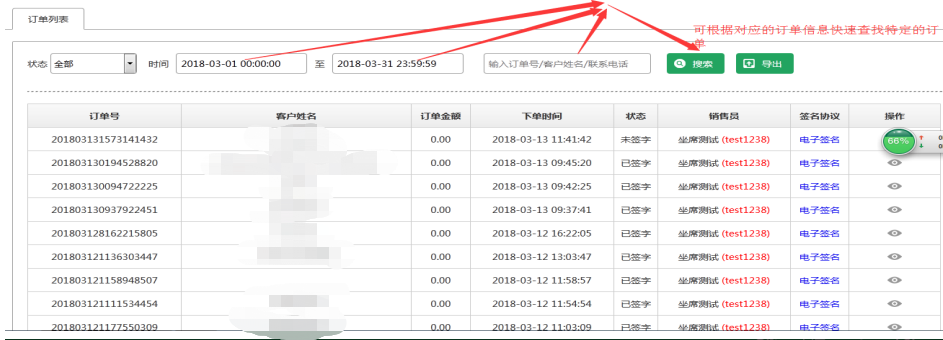 订单列表
可根据对应的订单信息快速查找特定的订
单
状态 全部 时间 2018-03-01 00:00:00 至 2018-03-31 23:59:59 输入订单号/客户姓名/联系电话 搜索 导出
订单号 客户姓名 订单金额 下单时间 状态 销售员 签名协议 操作
201803131573141432 0.00 2018-03-13 11:41:42 未签字 坐席测试 (test1238) 电子签名 66%
201803130194528820 0.00 2018-03-13 09:45:20 已签字 坐席测试 (test1238) 电子签名
201803130094722225 0.00 2018-03-13 09:42:25 已签字 坐席测试 (test1238) 电子签名
201803130937922451 0.00 2018-03-13 09:37:41 已签字 坐席测试 (test1238) 电子签名
201803128162215805 0.00 2018-03-12 16:22:05 已签字 坐席测试 (test1238) 电子签名
201803121136303447 0.00 2018-03-12 13:03:47 已签字 坐席测试 (test1238) 电子签名
201803121158948507 0.00 2018-03-12 11:58:57 已签字 坐席测试 (test1238) 电子签名
201803121111534454 0.00 2018-03-12 11:54:54 已签字 坐席测试 (test1238) 电子签名
201803121177550309 0.00 2018-03-12 11:03:09 已签字 坐席测试 (test1238) 电子签名